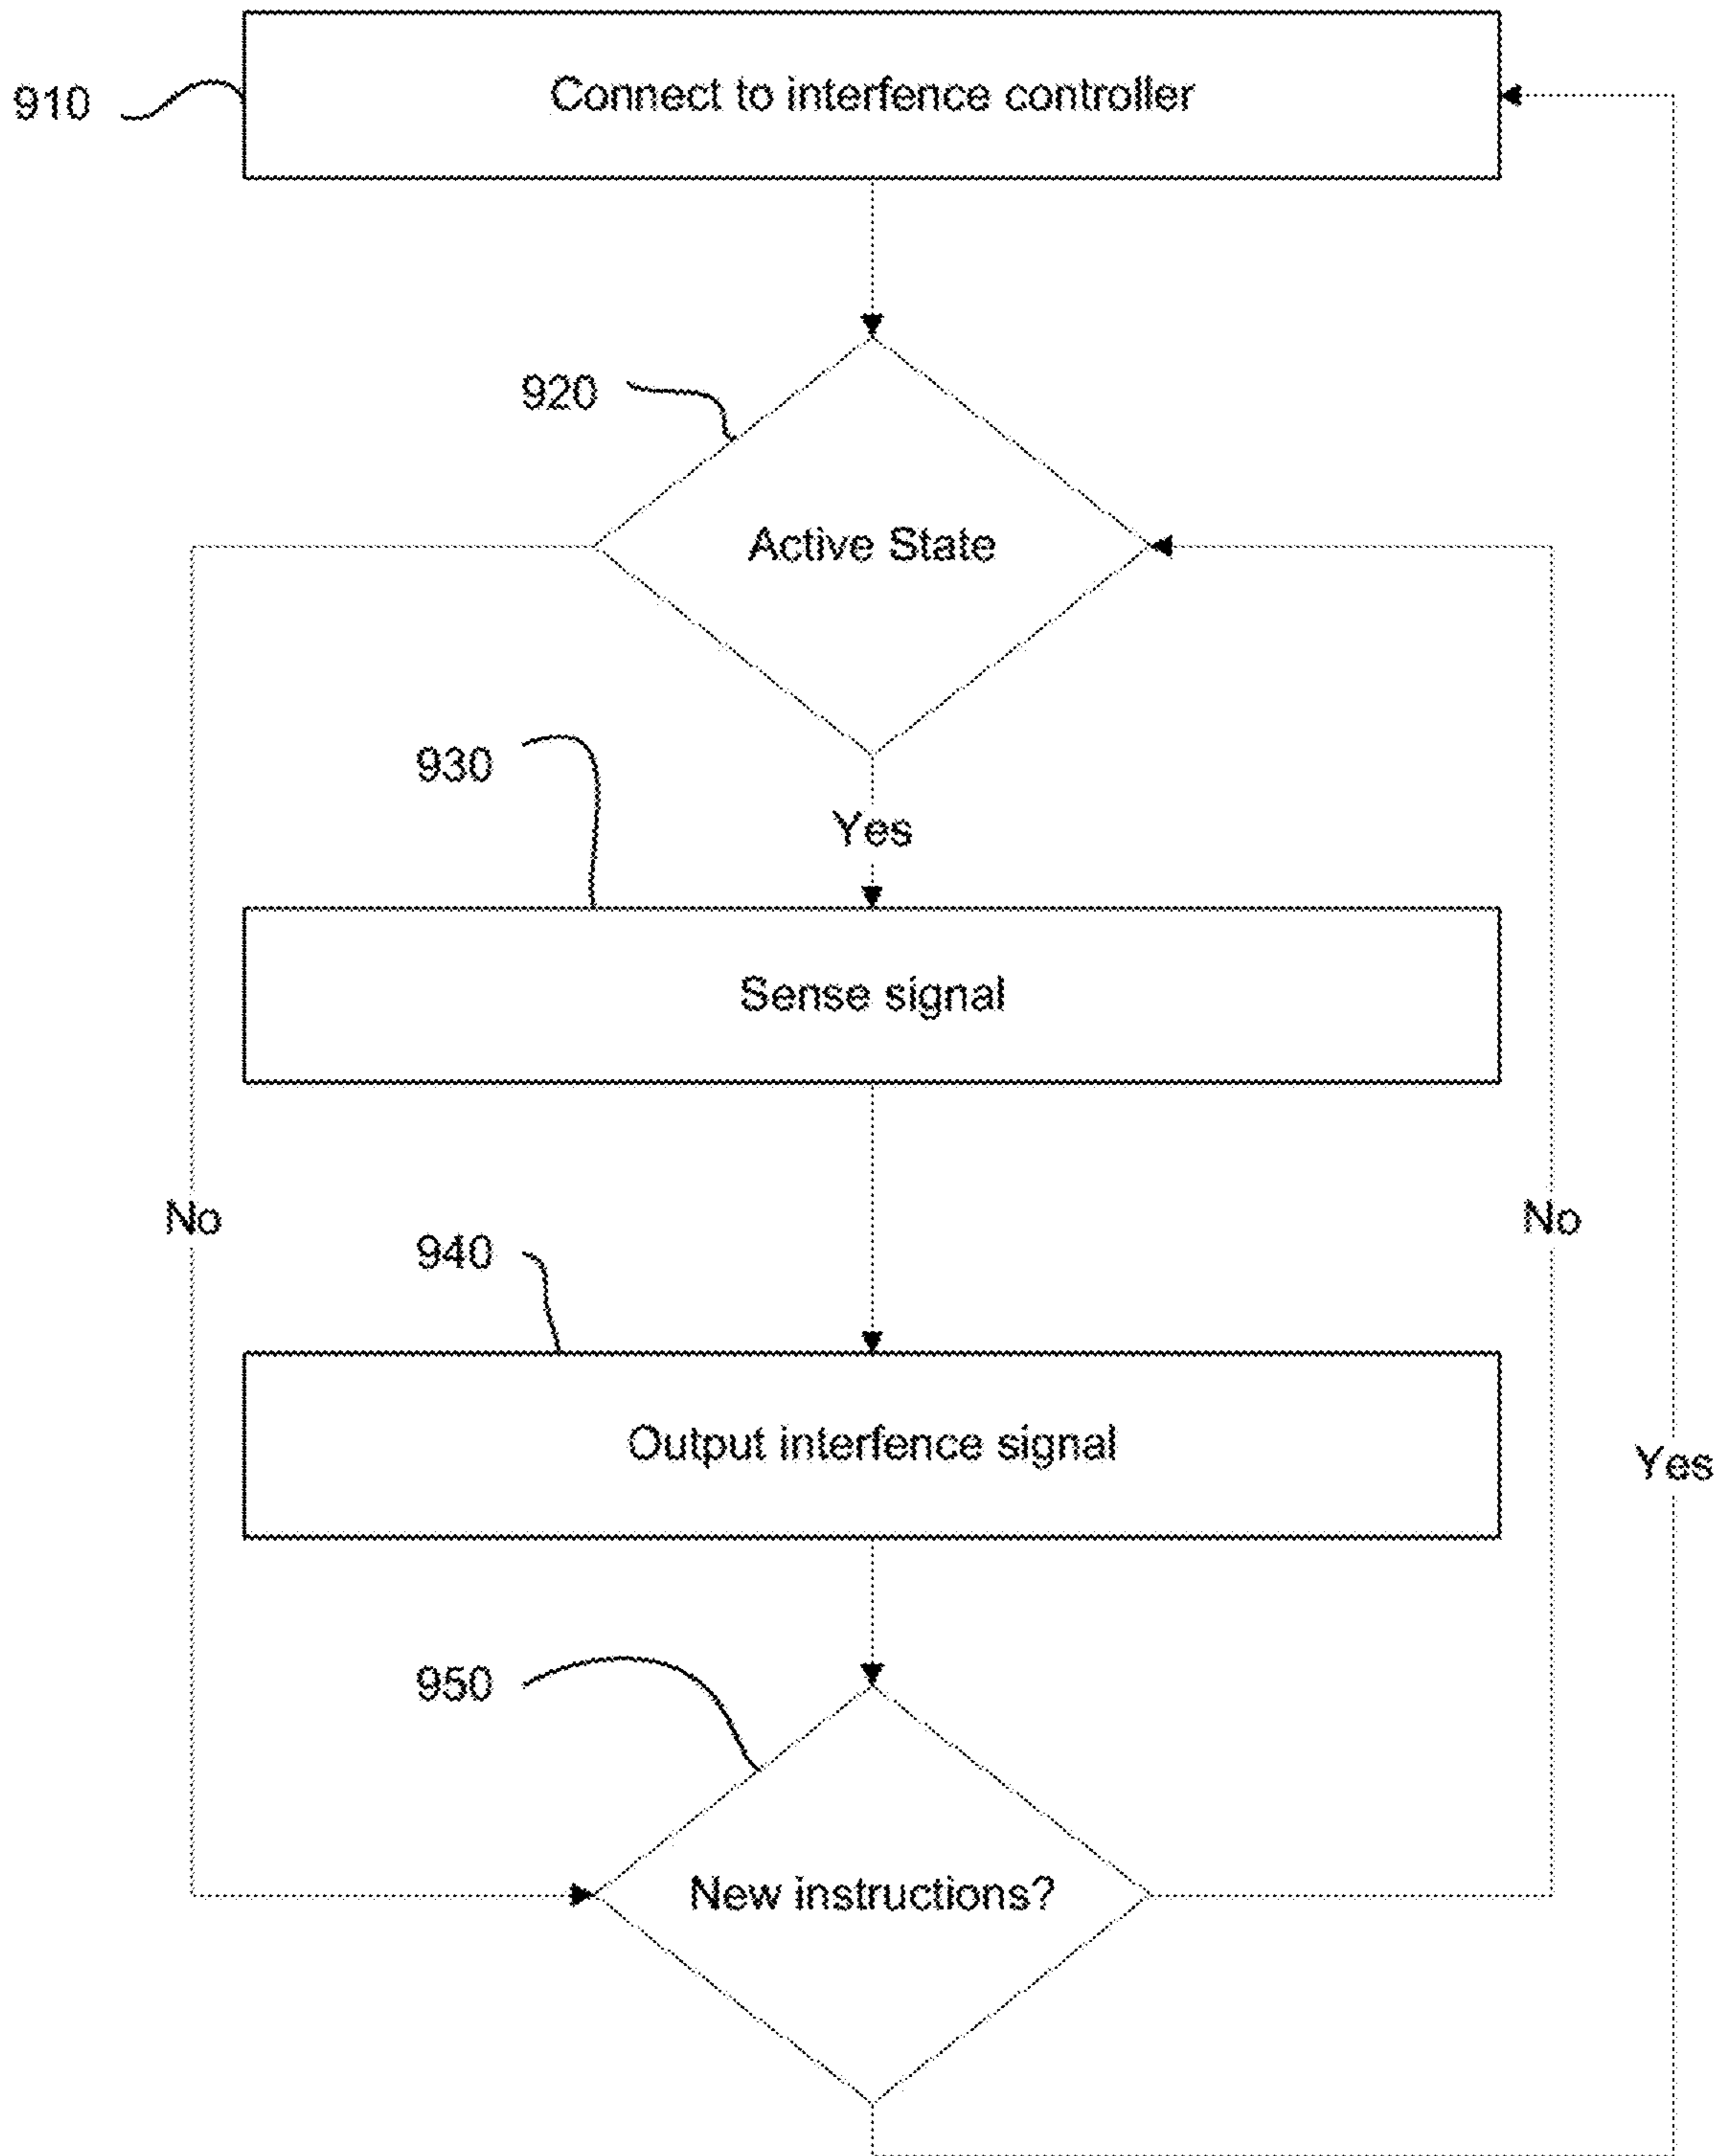 910
Connect to interfence controller
920
Active State
930
Yes
Sense signal
No
No
940
Output interfence signal
Yes
950
New instructions?